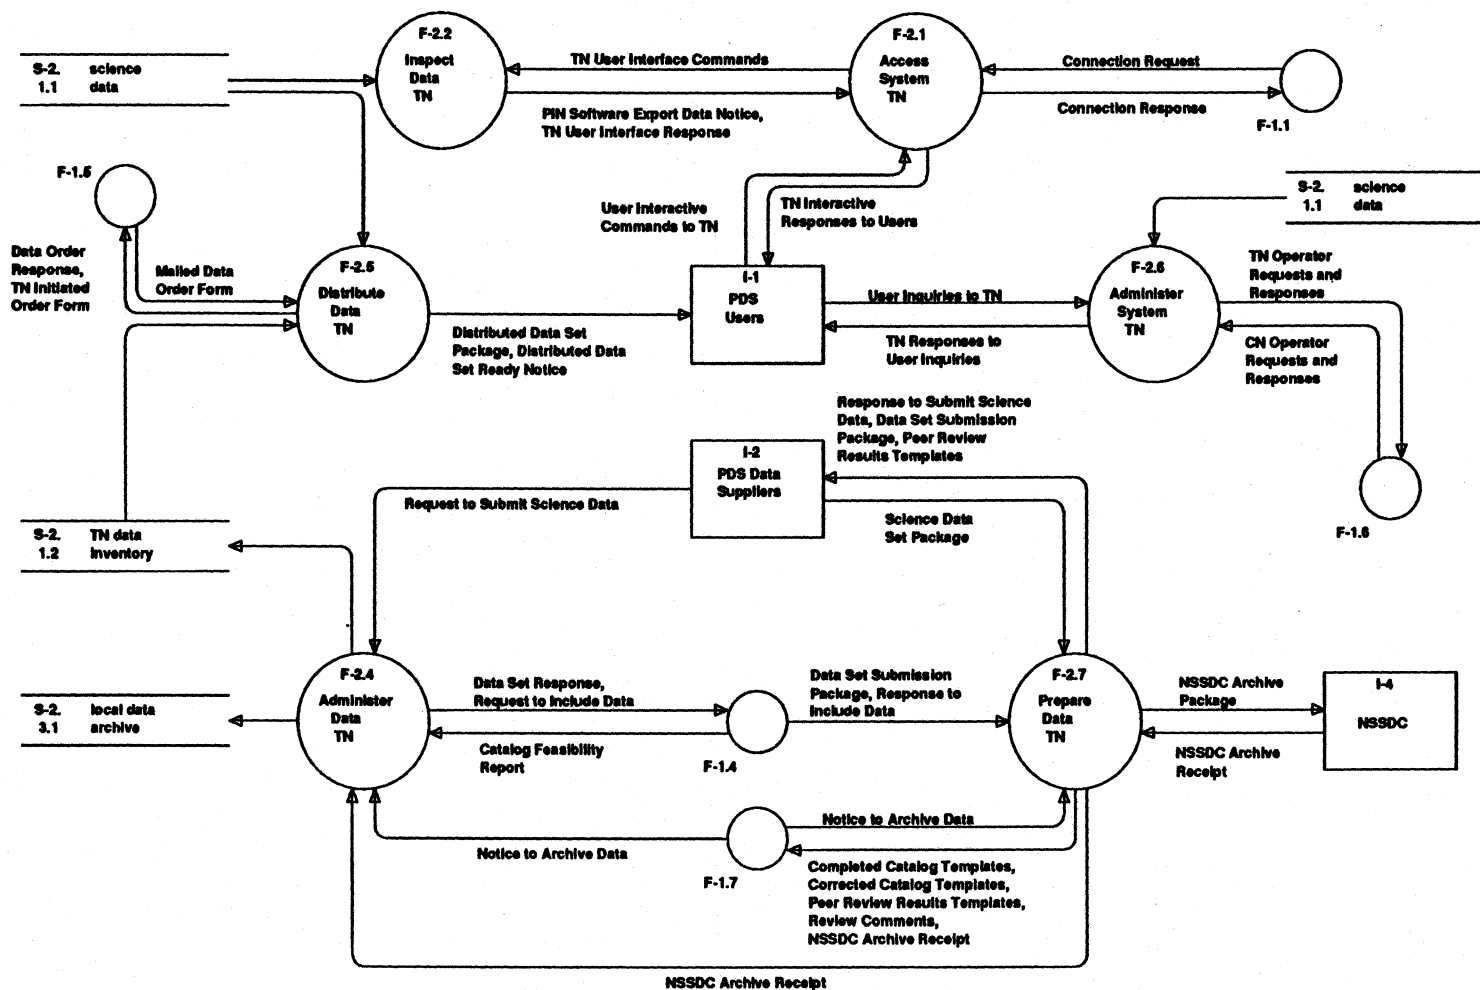 F-2.2
Inspect
Data
TN
F-2.1
Access
System
TN
S-2. science
1.1 data
TN User Interface Commands
PIN Software Export Data Notice,
TN User Interface Response
Connection Request
Connection Response
F-1.1
F-1.5
Data Order
Response,
TN Initiated
Order Form
Mailed Data
Order Form
User Interactive
Commands to TN
TN Interactive
Responses to Users
S-2. science
1.1 data
F-2.5
Distribute
Data
TN
Distributed Data Set
Package, Distributed Data
Set Ready Notice
I-1
PDS
Users
User Inquiries to TN
TN Responses to
User Inquiries
F-2.6
Administer
System
TN
TN Operator
Requests and
Responses
CN Operator
Requests and
Responses
F-1.6
Response to Submit Science
Data, Data Set Submission
Package, Peer Review
Results Templates
I-2
PDS Data
Suppliers
Request to Submit Science Data
Science Data
Set Package
S-2. TN data
1.2 inventory
F-2.4
Administer
Data
TN
S-2. local data
3.1 archive
Data Set Response,
Request to Include Data
Catalog Feasibility
Report
F-1.4
Data Set Submission
Package, Response to
Include Data
F-2.7
Prepare
Data
TN
NSSDC Archive
Package
NSSDC Archive
Receipt
I-4
NSSDC
Notice to Archive Data
Notice to Archive Data
F-1.7
Completed Catalog Templates,
Corrected Catalog Templates,
Peer Review Results Templates,
Review Comments,
NSSDC Archive Receipt
NSSDC Archive Receipt